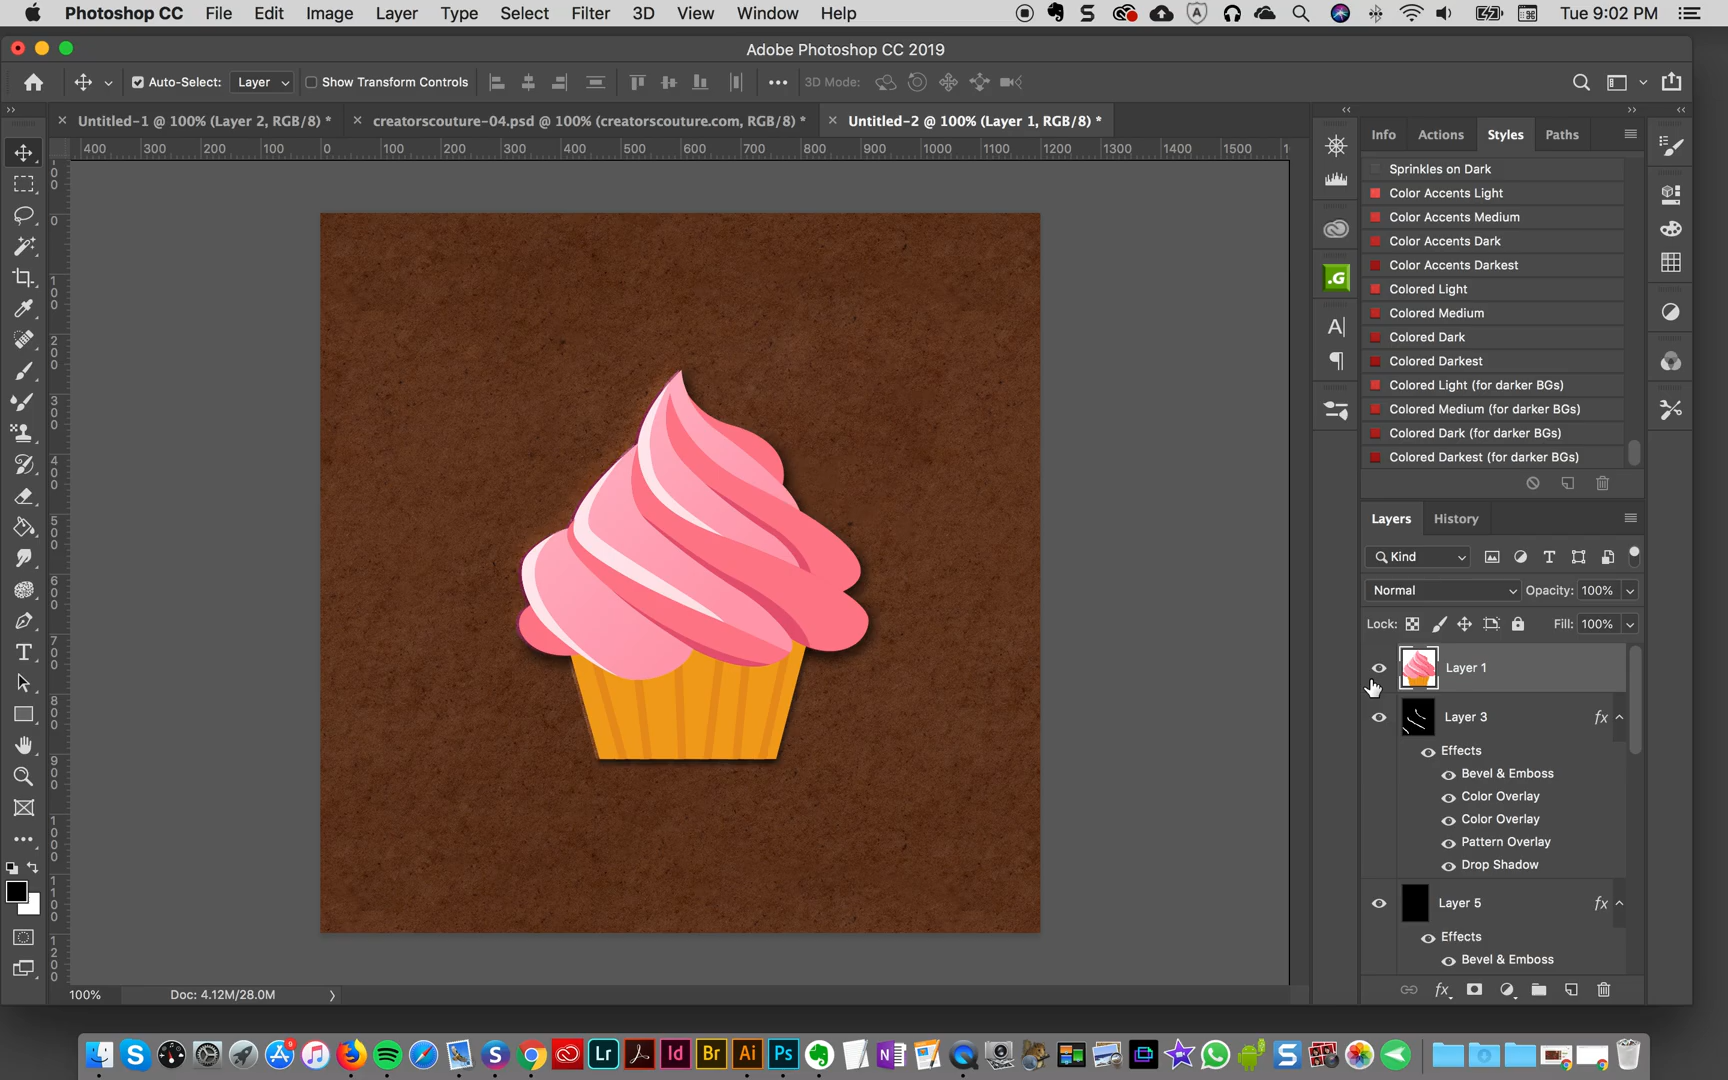 Photoshop CC File Edit Image Layer Type Select Filter 3D View Window Help Tue 9:02 PM
Adobe Photoshop CC 2019
Auto-Select: Layer Show Transform Controls 3D Mode:
Untitled-1 @ 100% (Layer 2, RGB/8) * creatorscouture-04.psd @ 100% (creatorscouture.com, RGB/8) * Untitled-2 @ 100% (Layer 1, RGB/8) *
400 300 200 100 0 100 200 300 400 500 600 700 800 900 1000 1100 1200 1300 1400 1500
Info Actions Styles Paths
Sprinkles on Dark
Color Accents Light
Color Accents Medium
Color Accents Dark
Color Accents Darkest
Colored Light
Colored Medium
Colored Dark
Colored Darkest
Colored Light (for darker BGs)
Colored Medium (for darker BGs)
Colored Dark (for darker BGs)
Colored Darkest (for darker BGs)
Layers History
Kind
Normal Opacity: 100%
Lock: Fill: 100%
Layer 1
Layer 3 fx
Effects
Bevel & Emboss
Color Overlay
Color Overlay
Pattern Overlay
Drop Shadow
Layer 5 fx
Effects
Bevel & Emboss
fx
100% Doc: 4.12M/28.0M
Lr Id Br Ai Ps